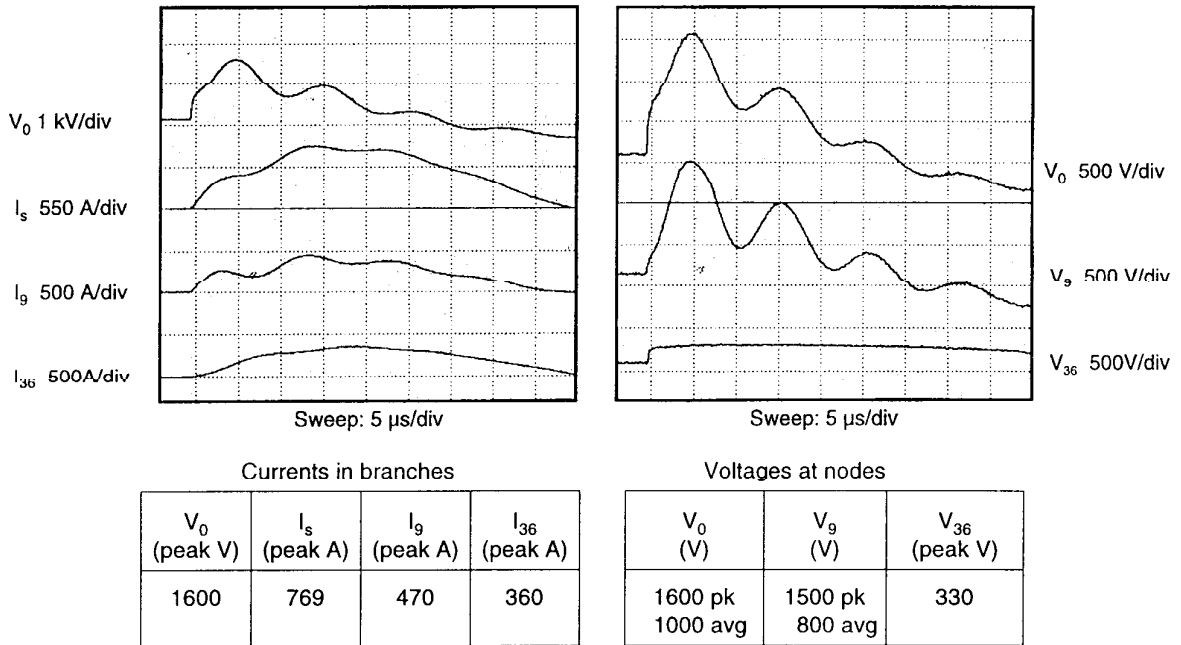 V0 1 kV/div
Is 550 A/div
I9 500 A/div
I36 500A/div
Sweep: 5 µs/div
V0 500 V/div
V9 500 V/div
V36 500V/div
Sweep: 5 µs/div
Currents in branches
V0 (peak V) Is (peak A) I9 (peak A) I36 (peak A)
1600 769 470 360
Voltages at nodes
V0 (V) V9 (V) V36 (peak V)
1600 pk 1500 pk 330
1000 avg 800 avg